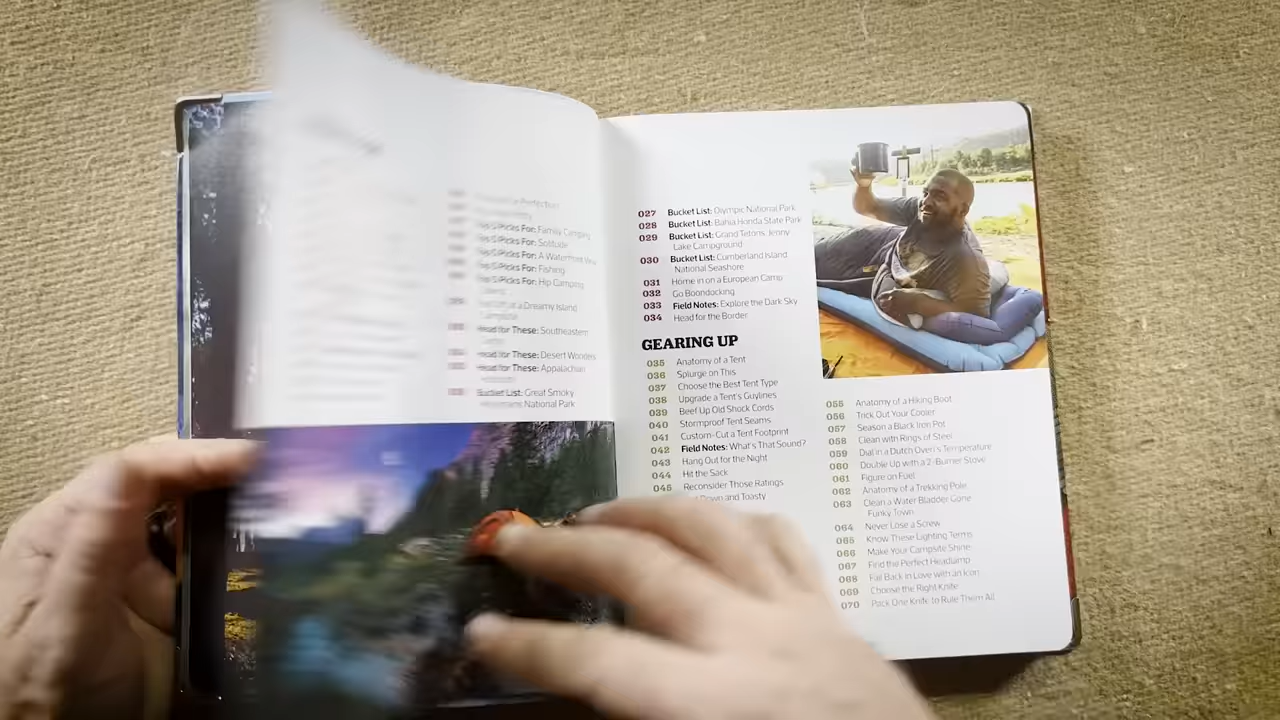 Perfection
Picks For: Family Camping
Picks For: Solitude
Picks For: A Waterfront View
Picks For: Fishing
Picks For: Hip Camping
a Dreamy Island
Head for These: Southeastern
Head for These: Desert Wonders
Head for These: Appalachian
Bucket List: Great Smoky
National Park
027 Bucket List: Olympic National Park
028 Bucket List: Bahia Honda State Park
029 Bucket List: Grand Tetons Jenny
Lake Campground
030 Bucket List: Cumberland Island
National Seashore
031 Home in on a European Camp
032 Go Boondocking
033 Field Notes: Explore the Dark Sky
034 Head for the Border
GEARING UP
035 Anatomy of a Tent
036 Splurge on This
037 Choose the Best Tent Type
038 Upgrade a Tent's Guylines
039 Beef Up Old Shock Cords
040 Stormproof Tent Seams
041 Custom-Cut a Tent Footprint
042 Field Notes: What's That Sound?
043 Hang Out for the Night
044 Hit the Sack
045 Reconsider Those Ratings
Down and Toasty
055 Anatomy of a Hiking Boot
056 Trick Out Your Cooler
057 Season a Black Iron Pot
058 Clean with Rings of Steel
059 Dial in a Dutch Oven's Temperature
060 Double Up with a 2-Burner Stove
061 Figure on Fuel
062 Anatomy of a Trekking Pole
063 Clean a Water Bladder Gone
Funky Town
064 Never Lose a Screw
065 Know These Lighting Terms
066 Make Your Campsite Shine
067 Find the Perfect Headlamp
068 Fall Back in Love with an Icon
069 Choose the Right Knife
070 Pack One Knife to Rule Them All